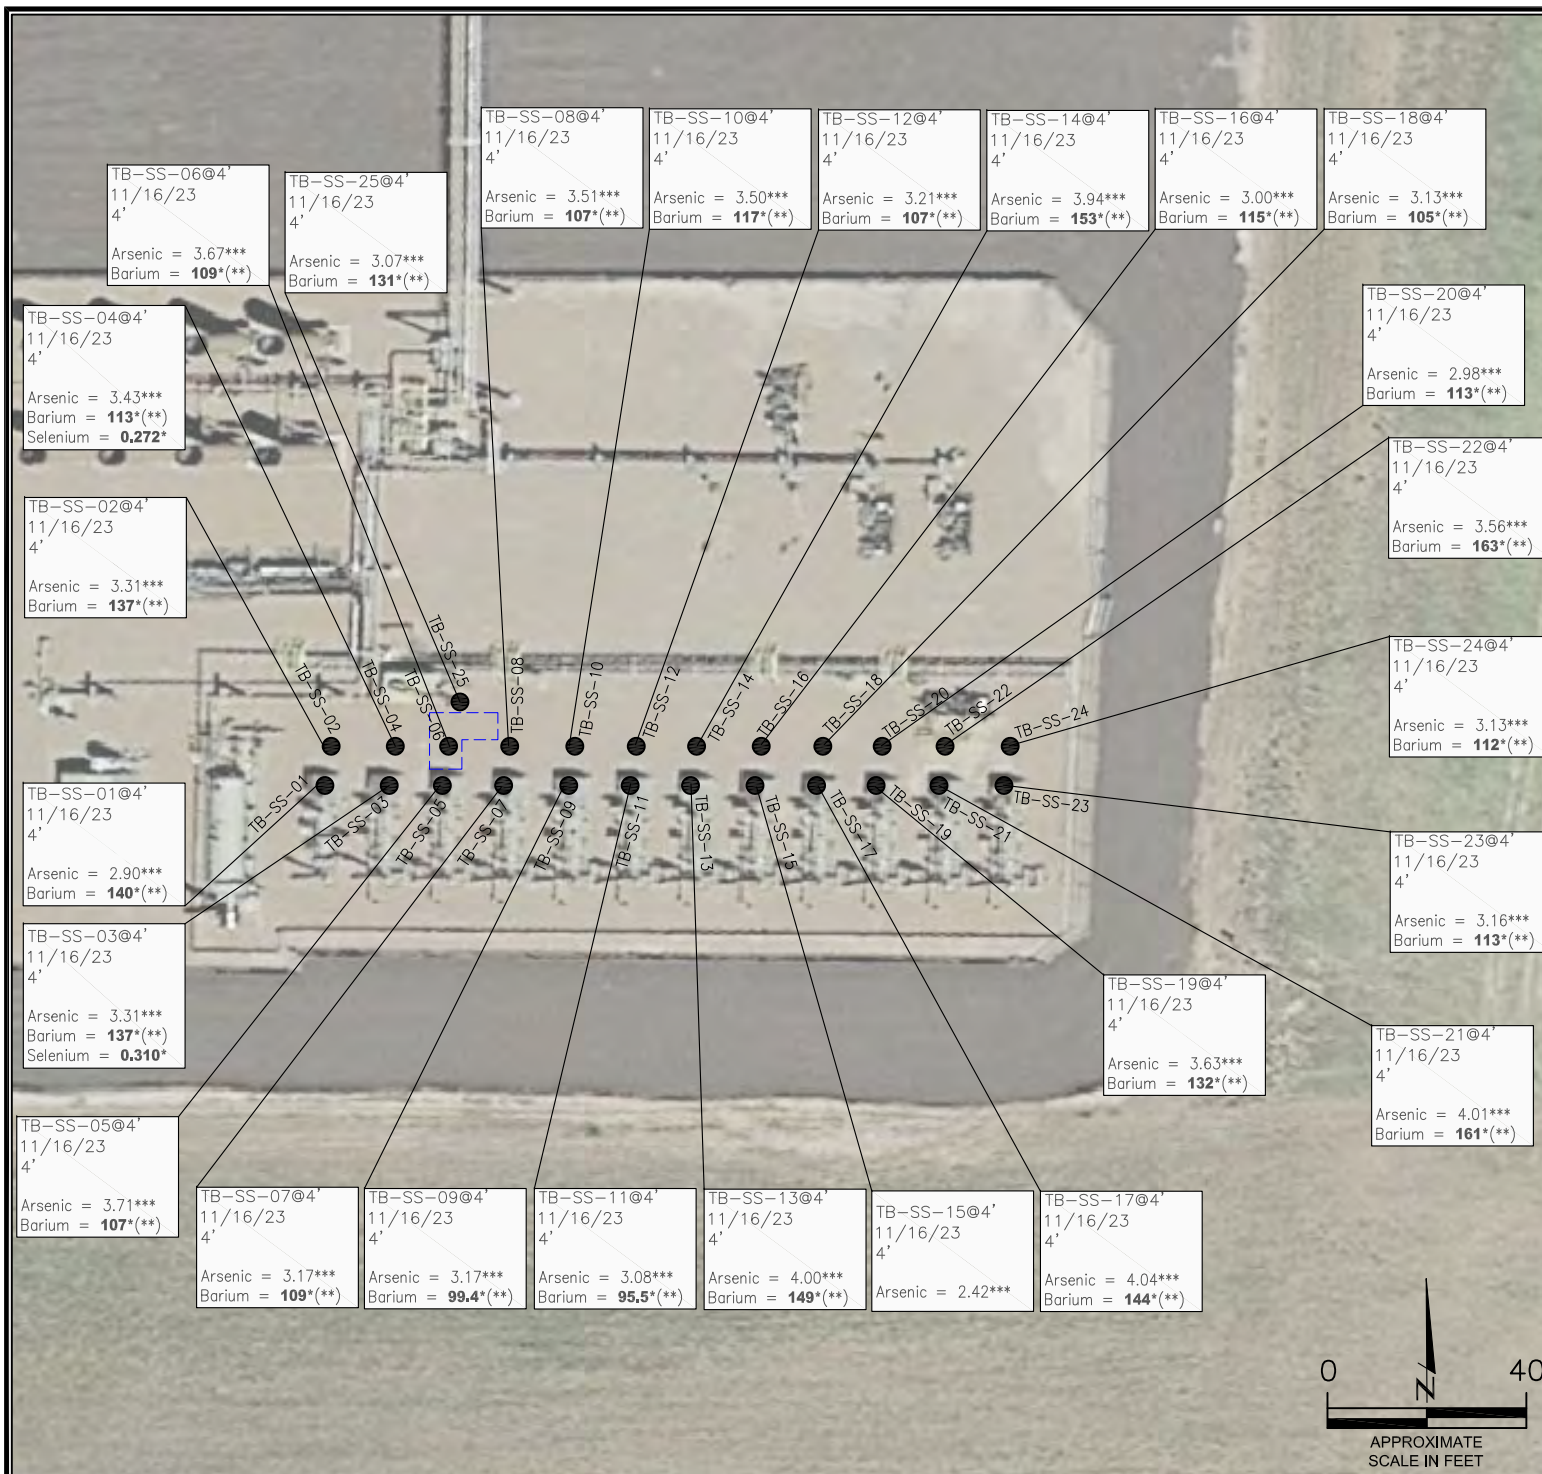 TB-SS-08@4'
11/16/23
4'
Arsenic = 3.51***
Barium = 107*(**)
TB-SS-10@4'
11/16/23
4'
Arsenic = 3.50***
Barium = 117*(**)
TB-SS-12@4'
11/16/23
4'
Arsenic = 3.21***
Barium = 107*(**)
TB-SS-14@4'
11/16/23
4'
Arsenic = 3.94***
Barium = 153*(**)
TB-SS-16@4'
11/16/23
4'
Arsenic = 3.00***
Barium = 115*(**)
TB-SS-18@4'
11/16/23
4'
Arsenic = 3.13***
Barium = 105*(**)
TB-SS-06@4'
11/16/23
4'
Arsenic = 3.67***
Barium = 109*(**)
TB-SS-25@4'
11/16/23
4'
Arsenic = 3.07***
Barium = 131*(**)
TB-SS-04@4'
11/16/23
4'
Arsenic = 3.43***
Barium = 113*(**)
Selenium = 0.272*
TB-SS-20@4'
11/16/23
4'
Arsenic = 2.98***
Barium = 113*(**)
TB-SS-22@4'
11/16/23
4'
Arsenic = 3.56***
Barium = 163*(**)
TB-SS-02@4'
11/16/23
4'
Arsenic = 3.31***
Barium = 137*(**)
TB-SS-24@4'
11/16/23
4'
Arsenic = 3.13***
Barium = 112*(**)
TB-SS-02
TB-SS-04
TB-SS-06
TB-SS-25
TB-SS-08
TB-SS-10
TB-SS-12
TB-SS-14
TB-SS-16
TB-SS-18
TB-SS-20
TB-SS-22
TB-SS-24
TB-SS-01
TB-SS-03
TB-SS-05
TB-SS-07
TB-SS-09
TB-SS-11
TB-SS-13
TB-SS-15
TB-SS-17
TB-SS-19
TB-SS-21
TB-SS-23
TB-SS-01@4'
11/16/23
4'
Arsenic = 2.90***
Barium = 140*(**)
TB-SS-23@4'
11/16/23
4'
Arsenic = 3.16***
Barium = 113*(**)
TB-SS-03@4'
11/16/23
4'
Arsenic = 3.31***
Barium = 137*(**)
Selenium = 0.310*
TB-SS-19@4'
11/16/23
4'
Arsenic = 3.63***
Barium = 132*(**)
TB-SS-21@4'
11/16/23
4'
Arsenic = 4.01***
Barium = 161*(**)
TB-SS-05@4'
11/16/23
4'
Arsenic = 3.71***
Barium = 107*(**)
TB-SS-07@4'
11/16/23
4'
Arsenic = 3.17***
Barium = 109*(**)
TB-SS-09@4'
11/16/23
4'
Arsenic = 3.17***
Barium = 99.4*(**)
TB-SS-11@4'
11/16/23
4'
Arsenic = 3.08***
Barium = 95.5*(**)
TB-SS-13@4'
11/16/23
4'
Arsenic = 4.00***
Barium = 149*(**)
TB-SS-15@4'
11/16/23
4'
Arsenic = 2.42***
TB-SS-17@4'
11/16/23
4'
Arsenic = 4.04***
Barium = 144*(**)
0 40
N
APPROXIMATE
SCALE IN FEET